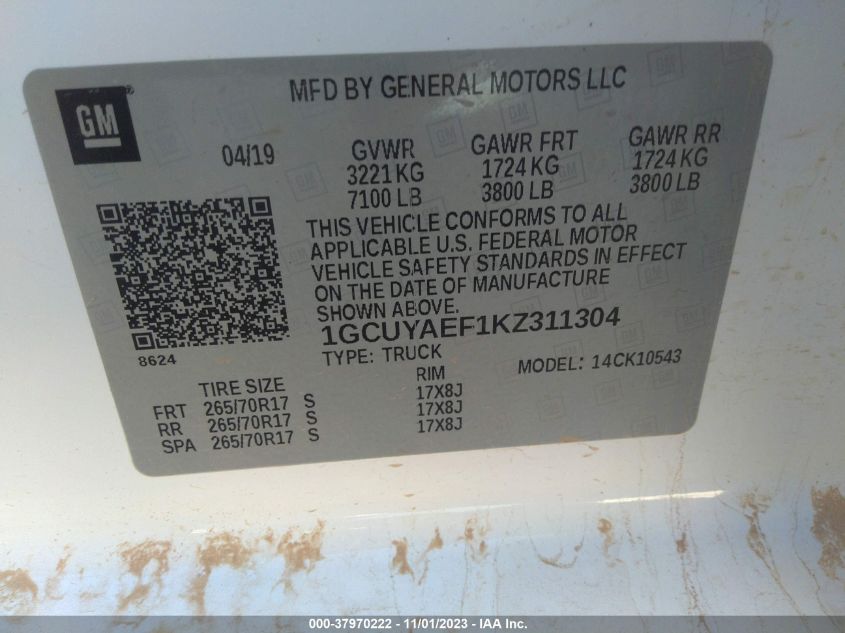 GM
MFD BY GENERAL MOTORS LLC
04/19
GVWR GAWR FRT GAWR RR
3221 KG 1724 KG 1724 KG
7100 LB 3800 LB 3800 LB
THIS VEHICLE CONFORMS TO ALL
APPLICABLE U.S. FEDERAL MOTOR
VEHICLE SAFETY STANDARDS IN EFFECT
ON THE DATE OF MANUFACTURE
SHOWN ABOVE.
1GCUYAEF1KZ311304
8624
TYPE: TRUCK MODEL: 14CK10543
TIRE SIZE RIM
FRT 265/70R17 S 17X8J
RR 265/70R17 S 17X8J
SPA 265/70R17 S 17X8J
000-37970222 - 11/01/2023 - IAA Inc.